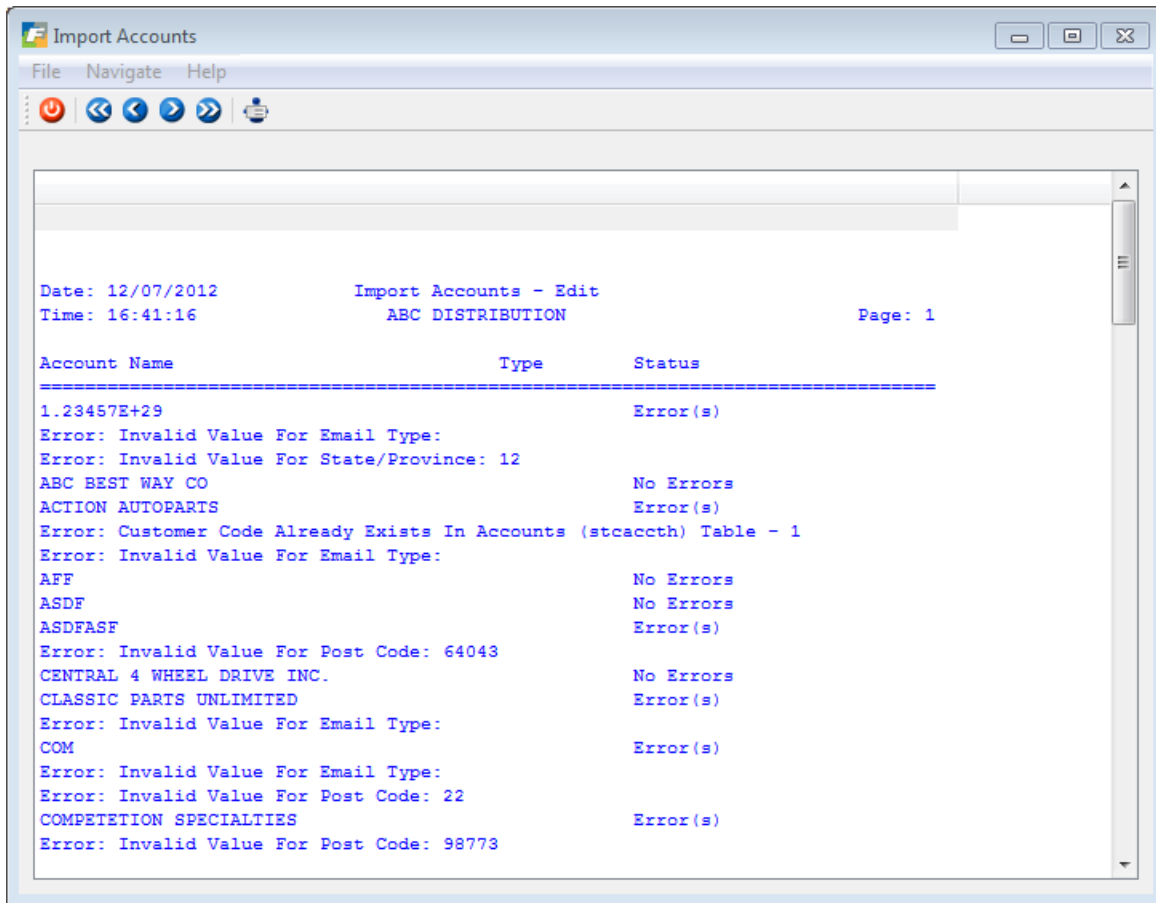 Import Accounts
File Navigate Help
Date: 12/07/2012 Import Accounts - Edit
Time: 16:41:16 ABC DISTRIBUTION Page: 1
Account Name Type Status
================================================================================
1.23457E+29 Error(s)
Error: Invalid Value For Email Type:
Error: Invalid Value For State/Province: 12
ABC BEST WAY CO No Errors
ACTION AUTOPARTS Error(s)
Error: Customer Code Already Exists In Accounts (stcaccth) Table - 1
Error: Invalid Value For Email Type:
AFF No Errors
ASDF No Errors
ASDFASF Error(s)
Error: Invalid Value For Post Code: 64043
CENTRAL 4 WHEEL DRIVE INC. No Errors
CLASSIC PARTS UNLIMITED Error(s)
Error: Invalid Value For Email Type:
COM Error(s)
Error: Invalid Value For Email Type:
Error: Invalid Value For Post Code: 22
COMPETETION SPECIALTIES Error(s)
Error: Invalid Value For Post Code: 98773